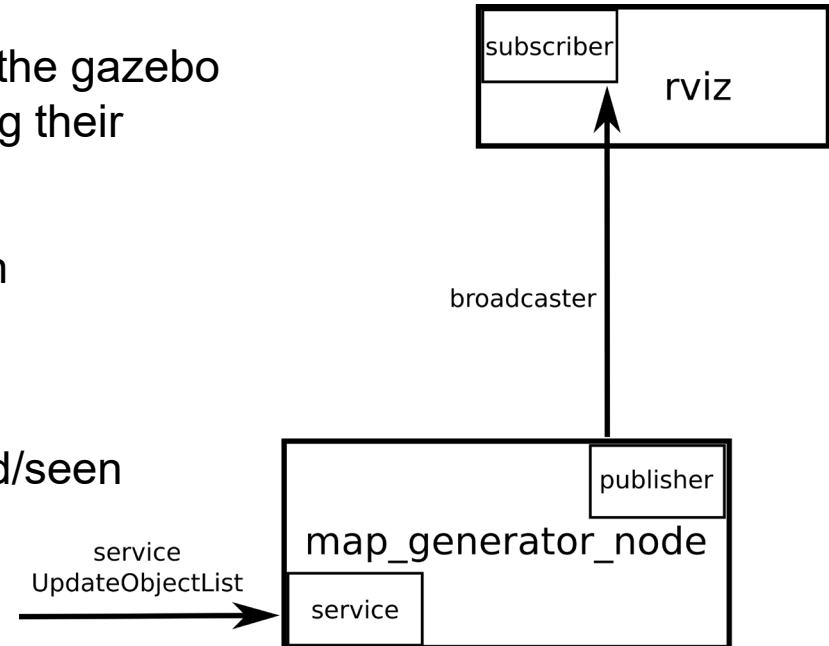 the gazebo
g their
n
d/seen
subscriber
rviz
broadcaster
publisher
map_generator_node
service
UpdateObjectList
service